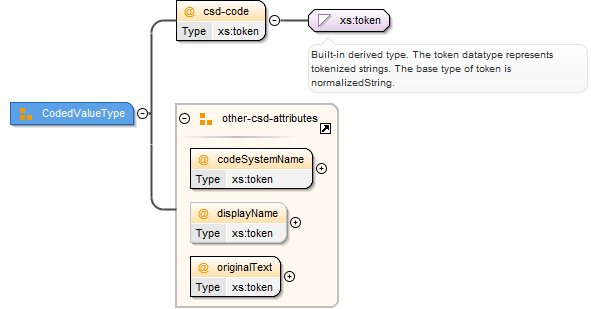 @ csd-code
Type xs:token
xs:token
Built-in derived type. The token datatype represents
tokenized strings. The base type of token is
normalizedString.
CodedValueType
other-csd-attributes
@ codeSystemName
Type xs:token
@ displayName
Type xs:token
@ originalText
Type xs:token